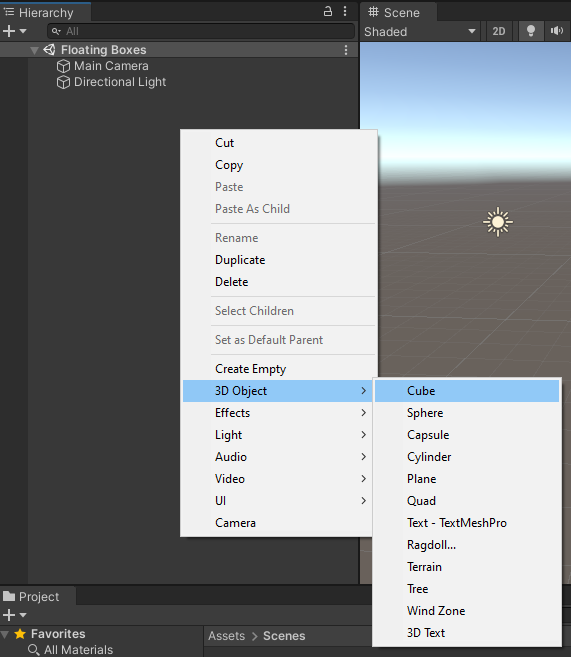 Hierarchy
All
Floating Boxes
Main Camera
Directional Light
Scene
Shaded
2D
Cut
Copy
Paste
Paste As Child
Rename
Duplicate
Delete
Select Children
Set as Default Parent
Create Empty
3D Object
Effects
Light
Audio
Video
UI
Camera
Cube
Sphere
Capsule
Cylinder
Plane
Quad
Text - TextMeshPro
Ragdoll...
Terrain
Tree
Wind Zone
3D Text
Project
Favorites
All Materials
Assets > Scenes